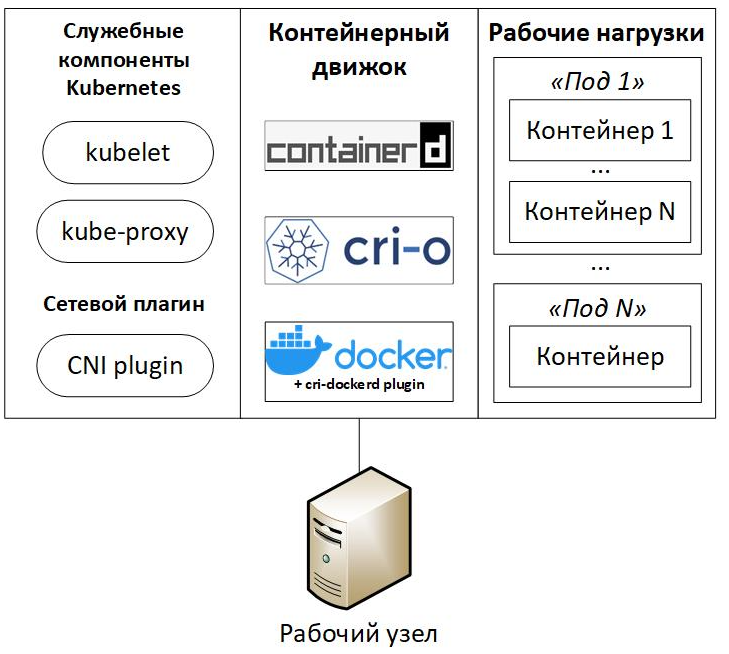 Служебные
компоненты
Kubernetes
kubelet
kube-proxy
Сетевой плагин
CNI plugin
Контейнерный
движок
containerd
cri-o
docker
+ cri-dockerd plugin
Рабочие нагрузки
«Под 1»
Контейнер 1
...
Контейнер N
...
«Под N»
Контейнер
Рабочий узел